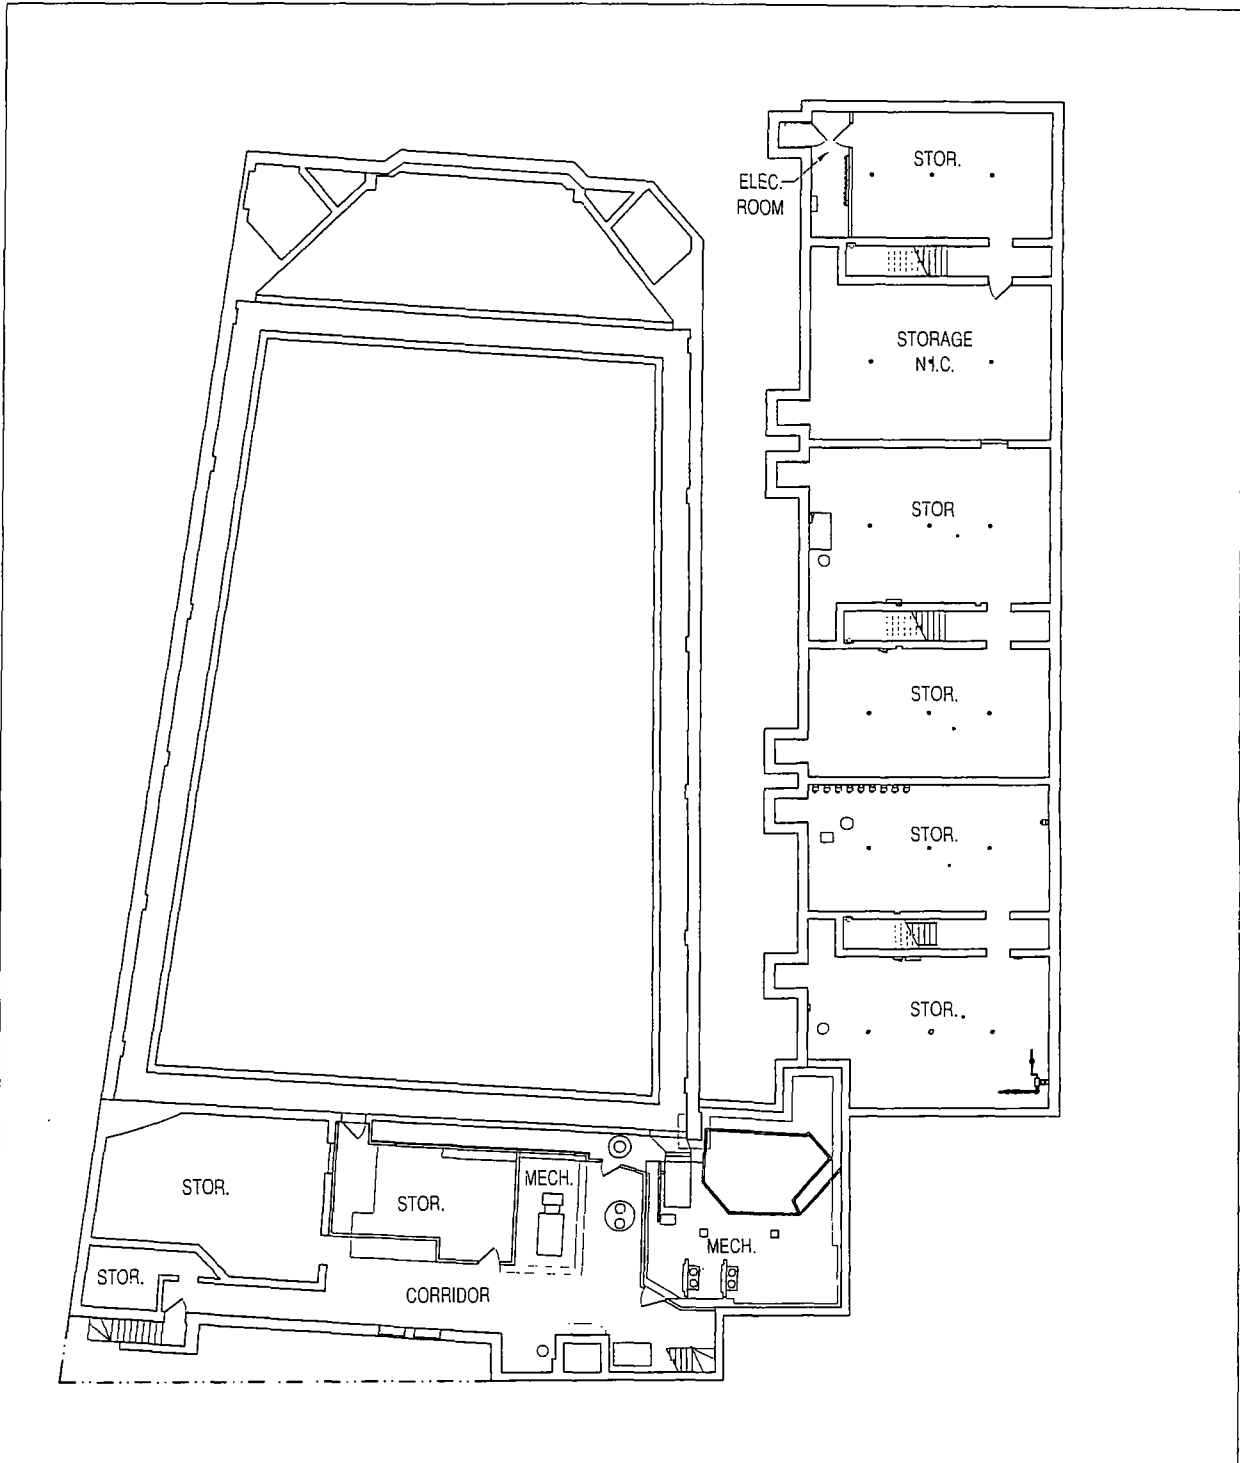 STOR.
ELEC.
ROOM
STORAGE
N.I.C.
STOR
STOR.
STOR.
STOR.
MECH.
STOR.
STOR.
MECH.
STOR.
CORRIDOR